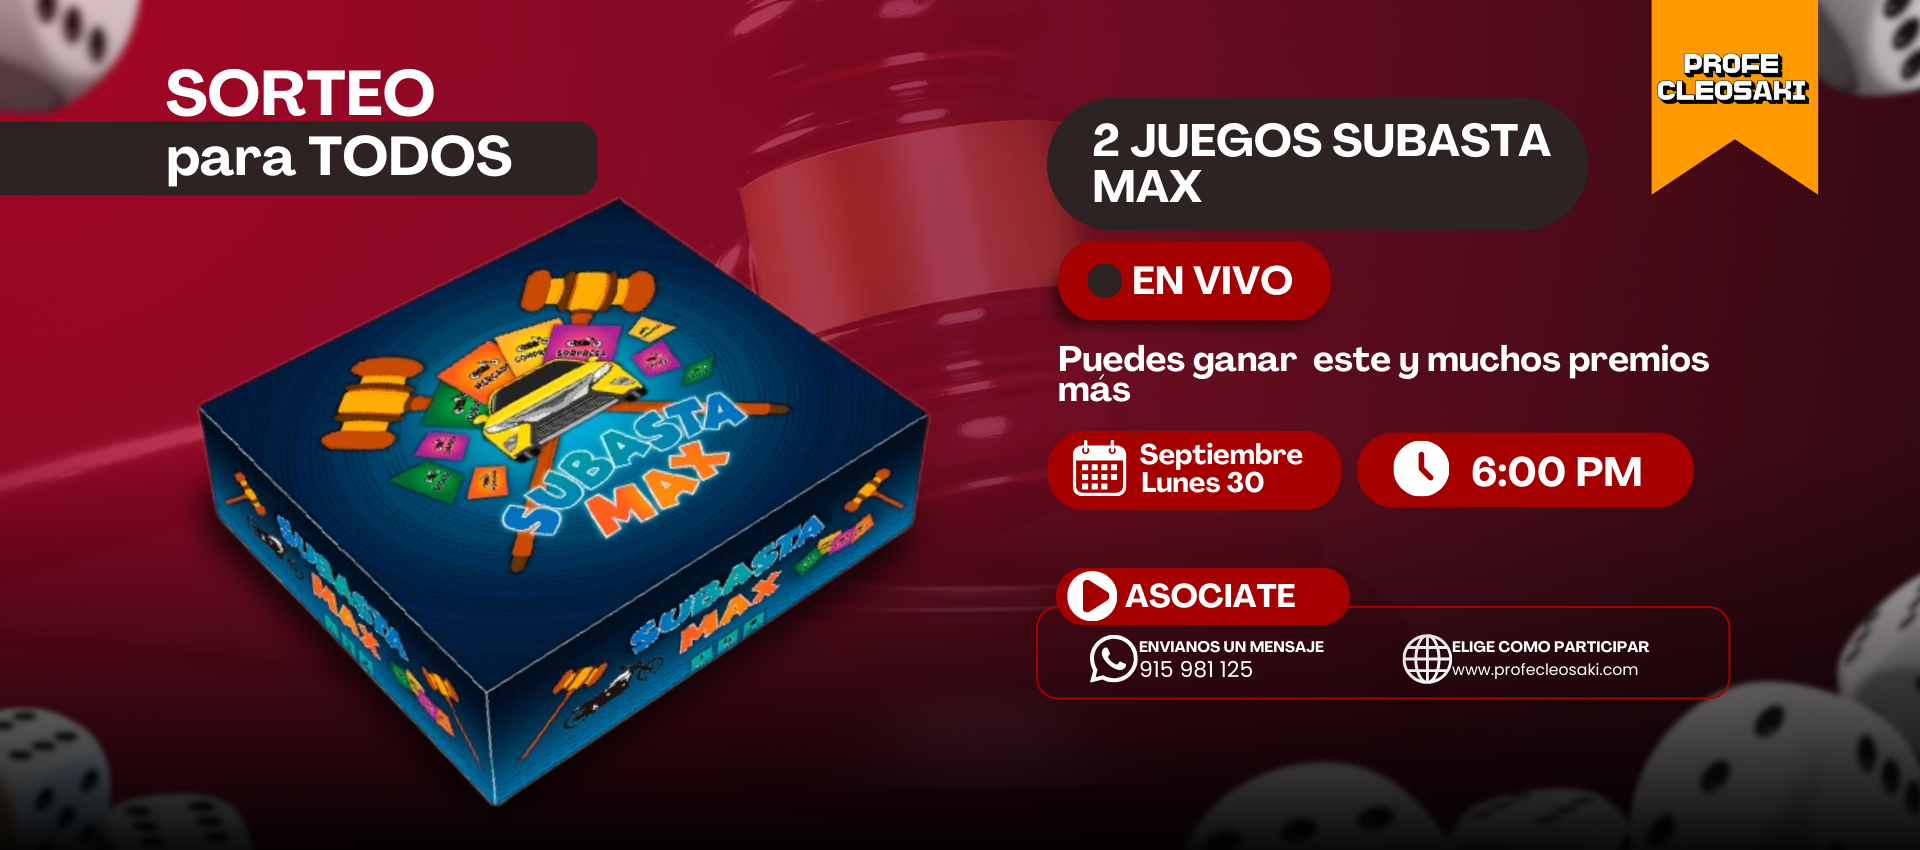 SORTEO
para TODOS
PROFE
CLEOSAKI
2 JUEGOS SUBASTA
MAX
EN VIVO
Puedes ganar  este y muchos premios
más
Septiembre
Lunes 30
6:00 PM
ASOCIATE
ENVIANOS UN MENSAJE
915 981 125
ELIGE COMO PARTICIPAR
www.profecleosaki.com
SORPRESA
SUBASTA
MAX
SUBASTA
MAX
SUBASTA
MAX